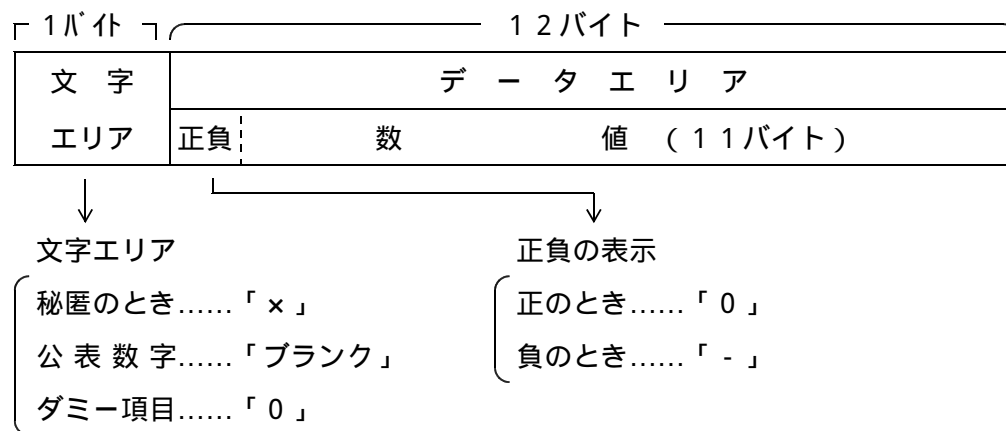 1ﾊﾞｲﾄ 12バイト
文字 データエリア
エリア 正負 数値(11バイト)
文字エリア 正負の表示
秘匿のとき……「×」 正のとき……「0」
公表数字……「ブランク」 負のとき……「-」
ダミー項目……「0」